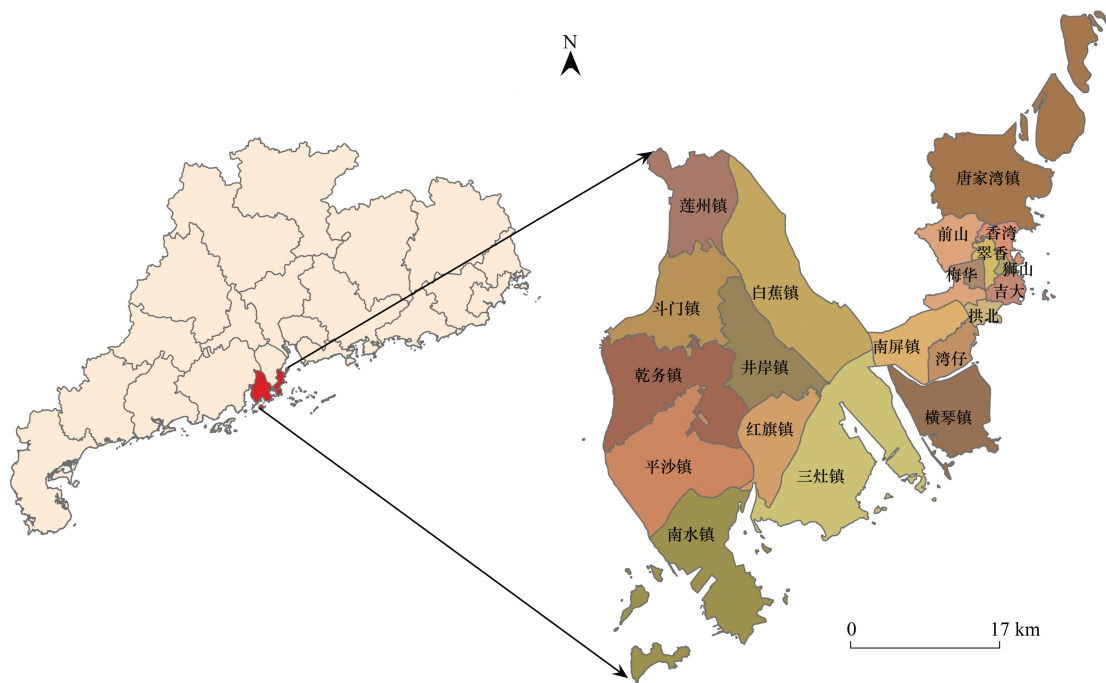 N
唐家湾镇
莲州镇
前山
香湾
翠香
狮山
梅华
吉大
白蕉镇
斗门镇
拱北
南屏镇
湾仔
井岸镇
乾务镇
横琴镇
红旗镇
平沙镇
三灶镇
南水镇
0
17 km